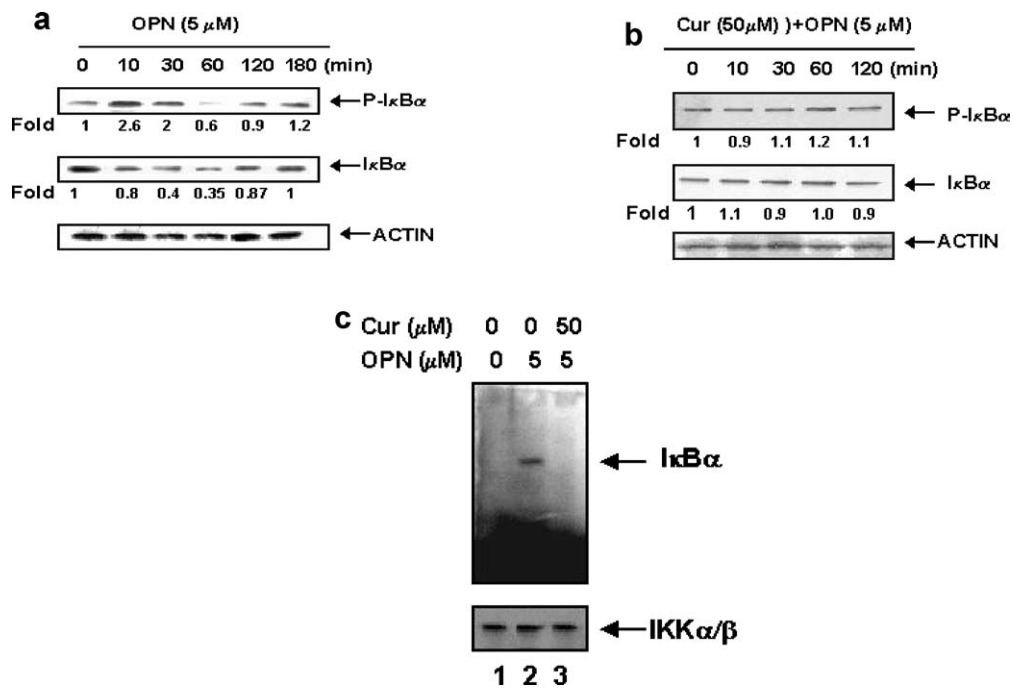 a
OPN (5 μM)
0 10 30 60 120 180 (min)
P-IκBα
Fold 1 2.6 2 0.6 0.9 1.2
IκBα
Fold 1 0.8 0.4 0.35 0.87 1
ACTIN
b
Cur (50μM) )+OPN (5 μM)
0 10 30 60 120 (min)
P-IκBα
Fold 1 0.9 1.1 1.2 1.1
IκBα
Fold 1 1.1 0.9 1.0 0.9
ACTIN
c
Cur (μM) 0 0 50
OPN (μM) 0 5 5
IκBα
IKKα/β
1 2 3